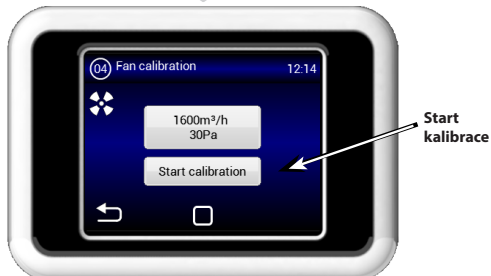 04 Fan calibration 12:14
1600m³/h
30Pa
Start calibration
Start
kalibrace